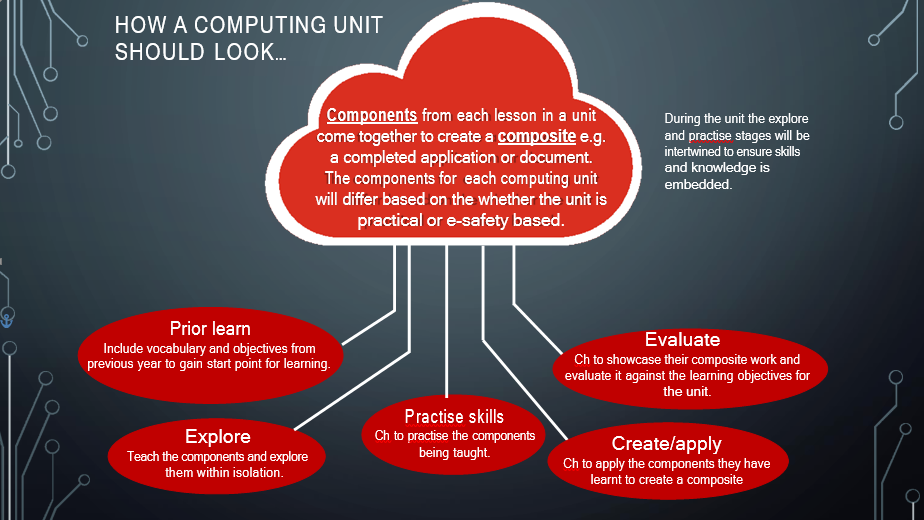 HOW A COMPUTING UNIT
SHOULD LOOK…
Components from each lesson in a unit
come together to create a composite e.g.
a completed application or document.
The components for each computing unit
will differ based on the whether the unit is
practical or e-safety based.
During the unit the explore
and practise stages will be
intertwined to ensure skills
and knowledge is
embedded.
Prior learn
Include vocabulary and objectives from
previous year to gain start point for learning.
Explore
Teach the components and explore
them within isolation.
Practise skills
Ch to practise the components
being taught.
Evaluate
Ch to showcase their composite work and
evaluate it against the learning objectives for
the unit.
Create/apply
Ch to apply the components they have
learnt to create a composite